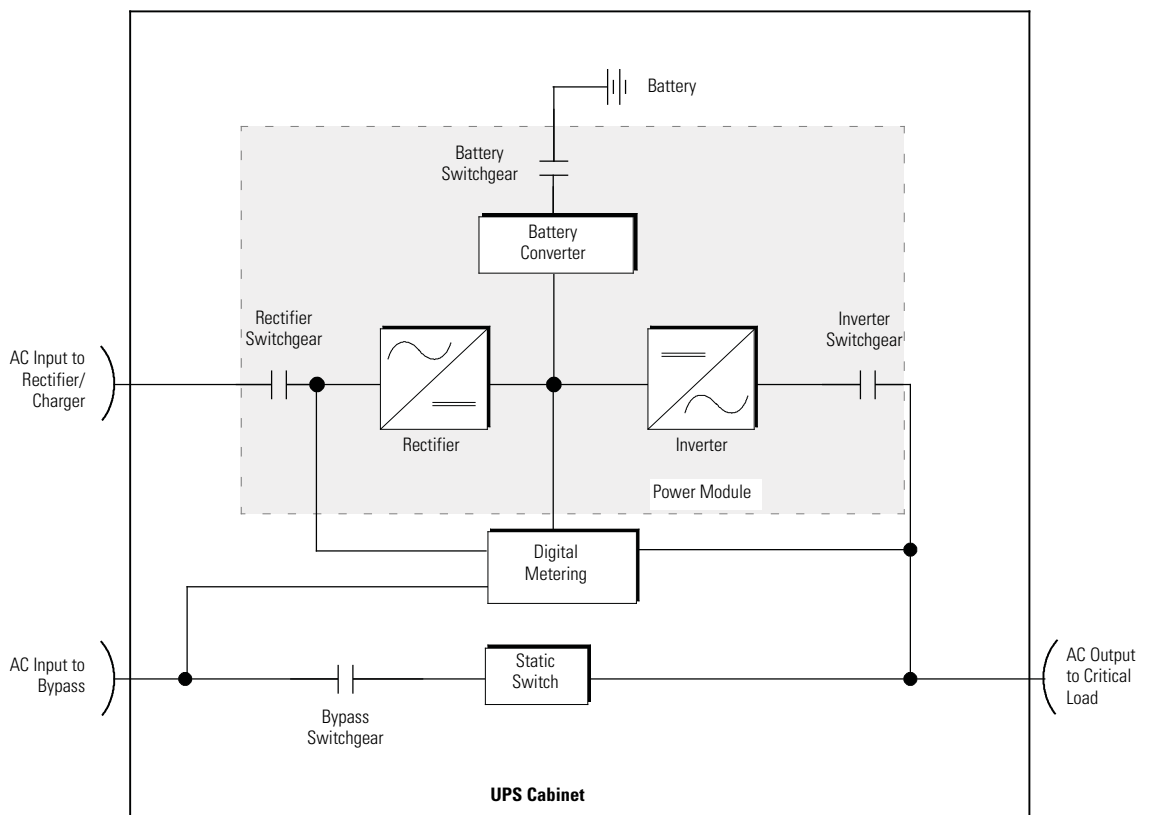 Battery
Battery
Switchgear
Battery
Converter
Rectifier
Switchgear
Inverter
Switchgear
AC Input to
Rectifier/
Charger
Rectifier
Inverter
Power Module
Digital
Metering
AC Input to
Bypass
Static
Switch
AC Output
to Critical
Load
Bypass
Switchgear
UPS Cabinet